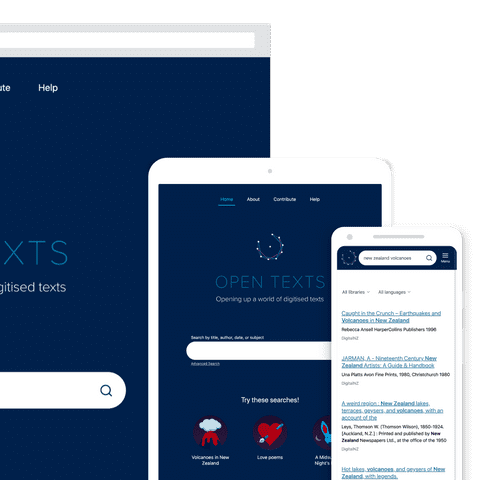 Help
EXTS
texts
Home About Contribute Help
OPEN TEXTS
Opening up a world of digitised texts
Search by title, author, date, or subject
Advanced Search
Try these searches!
Volcanoes in New
Zealand
Love poems
new zealand volcanoes
Menu
All libraries All languages
Caught in the Crunch – Earthquakes and
Volcanoes in New Zealand
Rebecca Ansell HarperCollins Publishers 1996
DigitalNZ
JARMAN, A – Nineteenth Century New
Zealand Artists: A Guide & Handbook
Una Platts Avon Fine Prints, 1980, Christchurch 1980
DigitalNZ
A weird region : New Zealand lakes,
terraces, geysers, and volcanoes, with an
account of the
Leys, Thomson W. (Thomson Wilson), 1850-1924.
[Auckland, N.Z.] : Printed and published by New
Zealand Newspapers Ltd., at the office of the 1950
DigitalNZ
Hot lakes, volcanoes, and geysers of New
Zealand, with legends.